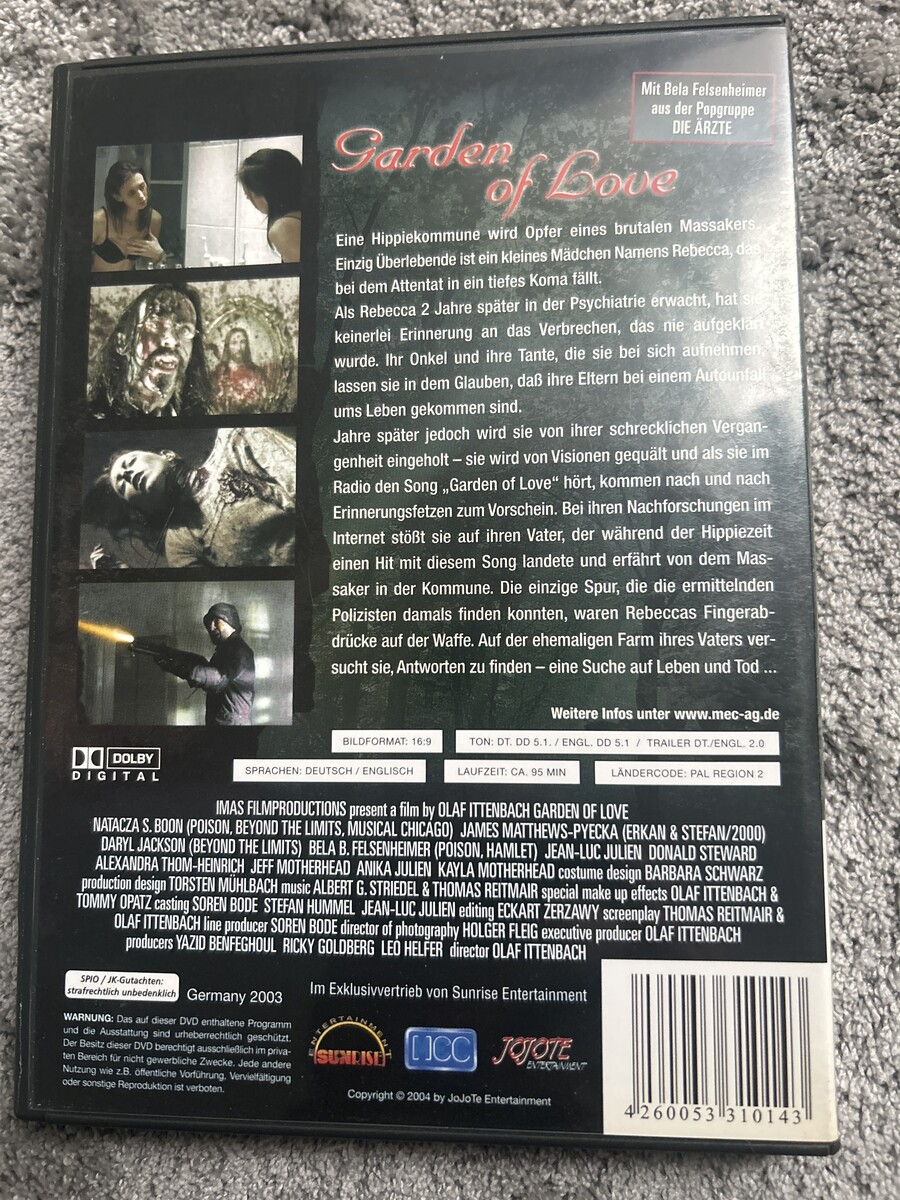 Mit Bela Felsenheimer
aus der Popgruppe
DIE ÄRZTE
Garden
of Love
Eine Hippiekommune wird Opfer eines brutalen Massakers.
Einzig Überlebende ist ein kleines Mädchen Namens Rebecca, das
bei dem Attentat in ein tiefes Koma fällt.
Als Rebecca 2 Jahre später in der Psychiatrie erwacht, hat sie
keinerlei Erinnerung an das Verbrechen, das nie aufgeklärt
wurde. Ihr Onkel und ihre Tante, die sie bei sich aufnehmen,
lassen sie in dem Glauben, daß ihre Eltern bei einem Autounfall
ums Leben gekommen sind.
Jahre später jedoch wird sie von ihrer schrecklichen Vergan-
genheit eingeholt – sie wird von Visionen gequält und als sie im
Radio den Song „Garden of Love“ hört, kommen nach und nach
Erinnerungsfetzen zum Vorschein. Bei ihren Nachforschungen im
Internet stößt sie auf ihren Vater, der während der Hippiezeit
einen Hit mit diesem Song landete und erfährt von dem Mas-
saker in der Kommune. Die einzige Spur, die die ermittelnden
Polizisten damals finden konnten, waren Rebeccas Fingerab-
drücke auf der Waffe. Auf der ehemaligen Farm ihres Vaters ver-
sucht sie, Antworten zu finden – eine Suche auf Leben und Tod ...
Weitere Infos unter www.mec-ag.de
BILDFORMAT: 16:9
TON: DT. DD 5.1. / ENGL. DD 5.1 / TRAILER DT./ENGL. 2.0
DOLBY
DIGITAL
SPRACHEN: DEUTSCH / ENGLISCH
LAUFZEIT: CA. 95 MIN
LÄNDERCODE: PAL REGION 2
IMAS FILMPRODUCTIONS present a film by OLAF ITTENBACH GARDEN OF LOVE
NATACZA S. BOON (POISON, BEYOND THE LIMITS, MUSICAL CHICAGO) JAMES MATTHEWS-PYECKA (ERKAN & STEFAN/2000)
DARYL JACKSON (BEYOND THE LIMITS) BELA B. FELSENHEIMER (POISON, HAMLET) JEAN-LUC JULIEN DONALD STEWARD
ALEXANDRA THOM-HEINRICH JEFF MOTHERHEAD ANIKA JULIEN KAYLA MOTHERHEAD costume design BARBARA SCHWARZ
production design TORSTEN MÜHLBACH music ALBERT G. STRIEDEL & THOMAS REITMAIR special make up effects OLAF ITTENBACH &
TOMMY OPATZ casting SOREN BODE STEFAN HUMMEL JEAN-LUC JULIEN editing ECKART ZERZAWY screenplay THOMAS REITMAIR &
OLAF ITTENBACH line producer SOREN BODE director of photography HOLGER FLEIG executive producer OLAF ITTENBACH
producers YAZID BENFEGHOUL RICKY GOLDBERG LEO HELFER director OLAF ITTENBACH
SPIO / JK-Gutachten:
strafrechtlich unbedenklich
Germany 2003
Im Exklusivvertrieb von Sunrise Entertainment
WARNUNG: Das auf dieser DVD enthaltene Programm
und die Ausstattung sind urheberrechtlich geschützt.
Der Besitz dieser DVD berechtigt ausschließlich im priva-
ten Bereich für nicht gewerbliche Zwecke. Jede andere
Nutzung wie z.B. öffentliche Vorführung, Vervielfältigung
oder sonstige Reproduktion ist verboten.
ENTERTAINMENT
SUNRISE
JOJOTE
ENTERTAINMENT
Copyright © 2004 by JoJoTe Entertainment
4 260053 310143